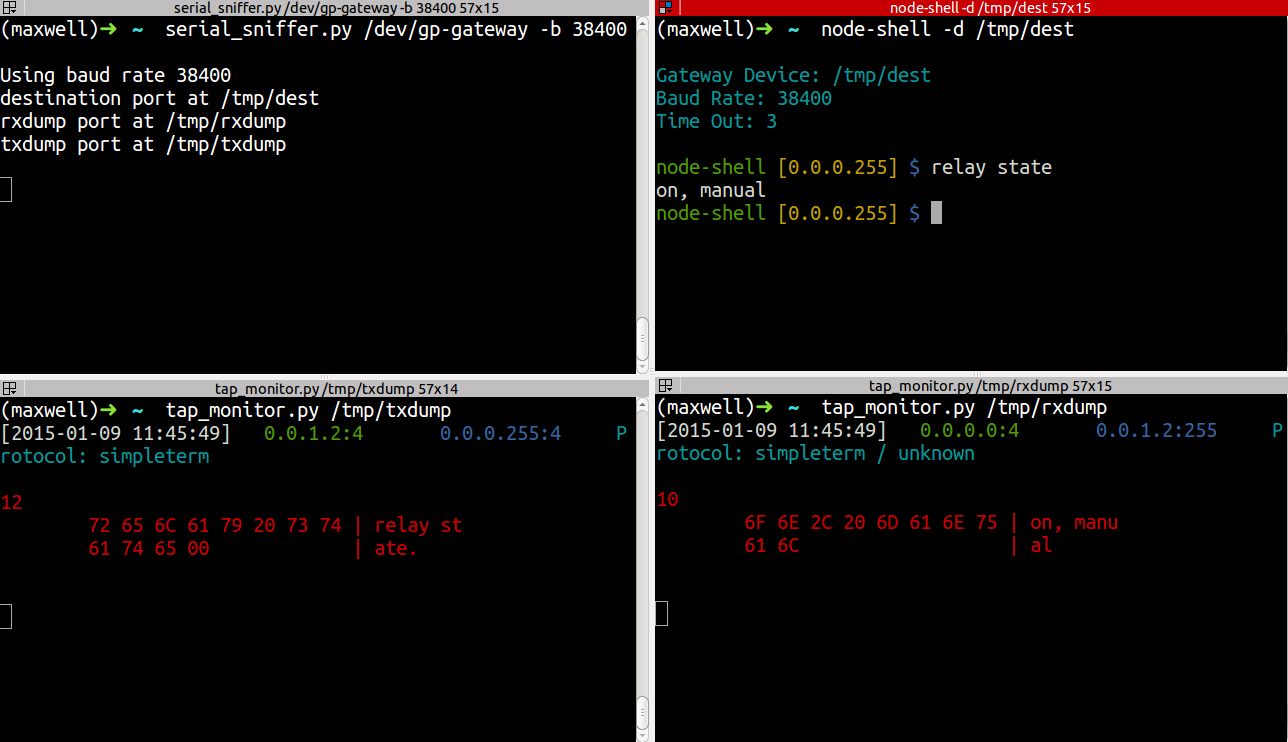 serial_sniffer.py /dev/gp-gateway -b 38400 57x15
(maxwell)➜ ~ serial_sniffer.py /dev/gp-gateway -b 38400
Using baud rate 38400
destination port at /tmp/dest
rxdump port at /tmp/rxdump
txdump port at /tmp/txdump
node-shell -d /tmp/dest 57x15
(maxwell)➜ ~ node-shell -d /tmp/dest
Gateway Device: /tmp/dest
Baud Rate: 38400
Time Out: 3
node-shell [0.0.0.255] $ relay state
on, manual
node-shell [0.0.0.255] $
tap_monitor.py /tmp/txdump 57x14
(maxwell)➜ ~ tap_monitor.py /tmp/txdump
[2015-01-09 11:45:49] 0.0.1.2:4 0.0.0.255:4 P
rotocol: simpleterm
12
72 65 6C 61 79 20 73 74 | relay st
61 74 65 00 | ate.
tap_monitor.py /tmp/rxdump 57x15
(maxwell)➜ ~ tap_monitor.py /tmp/rxdump
[2015-01-09 11:45:49] 0.0.0.0:4 0.0.1.2:255 P
rotocol: simpleterm / unknown
10
6F 6E 2C 20 6D 61 6E 75 | on, manu
61 6C | al